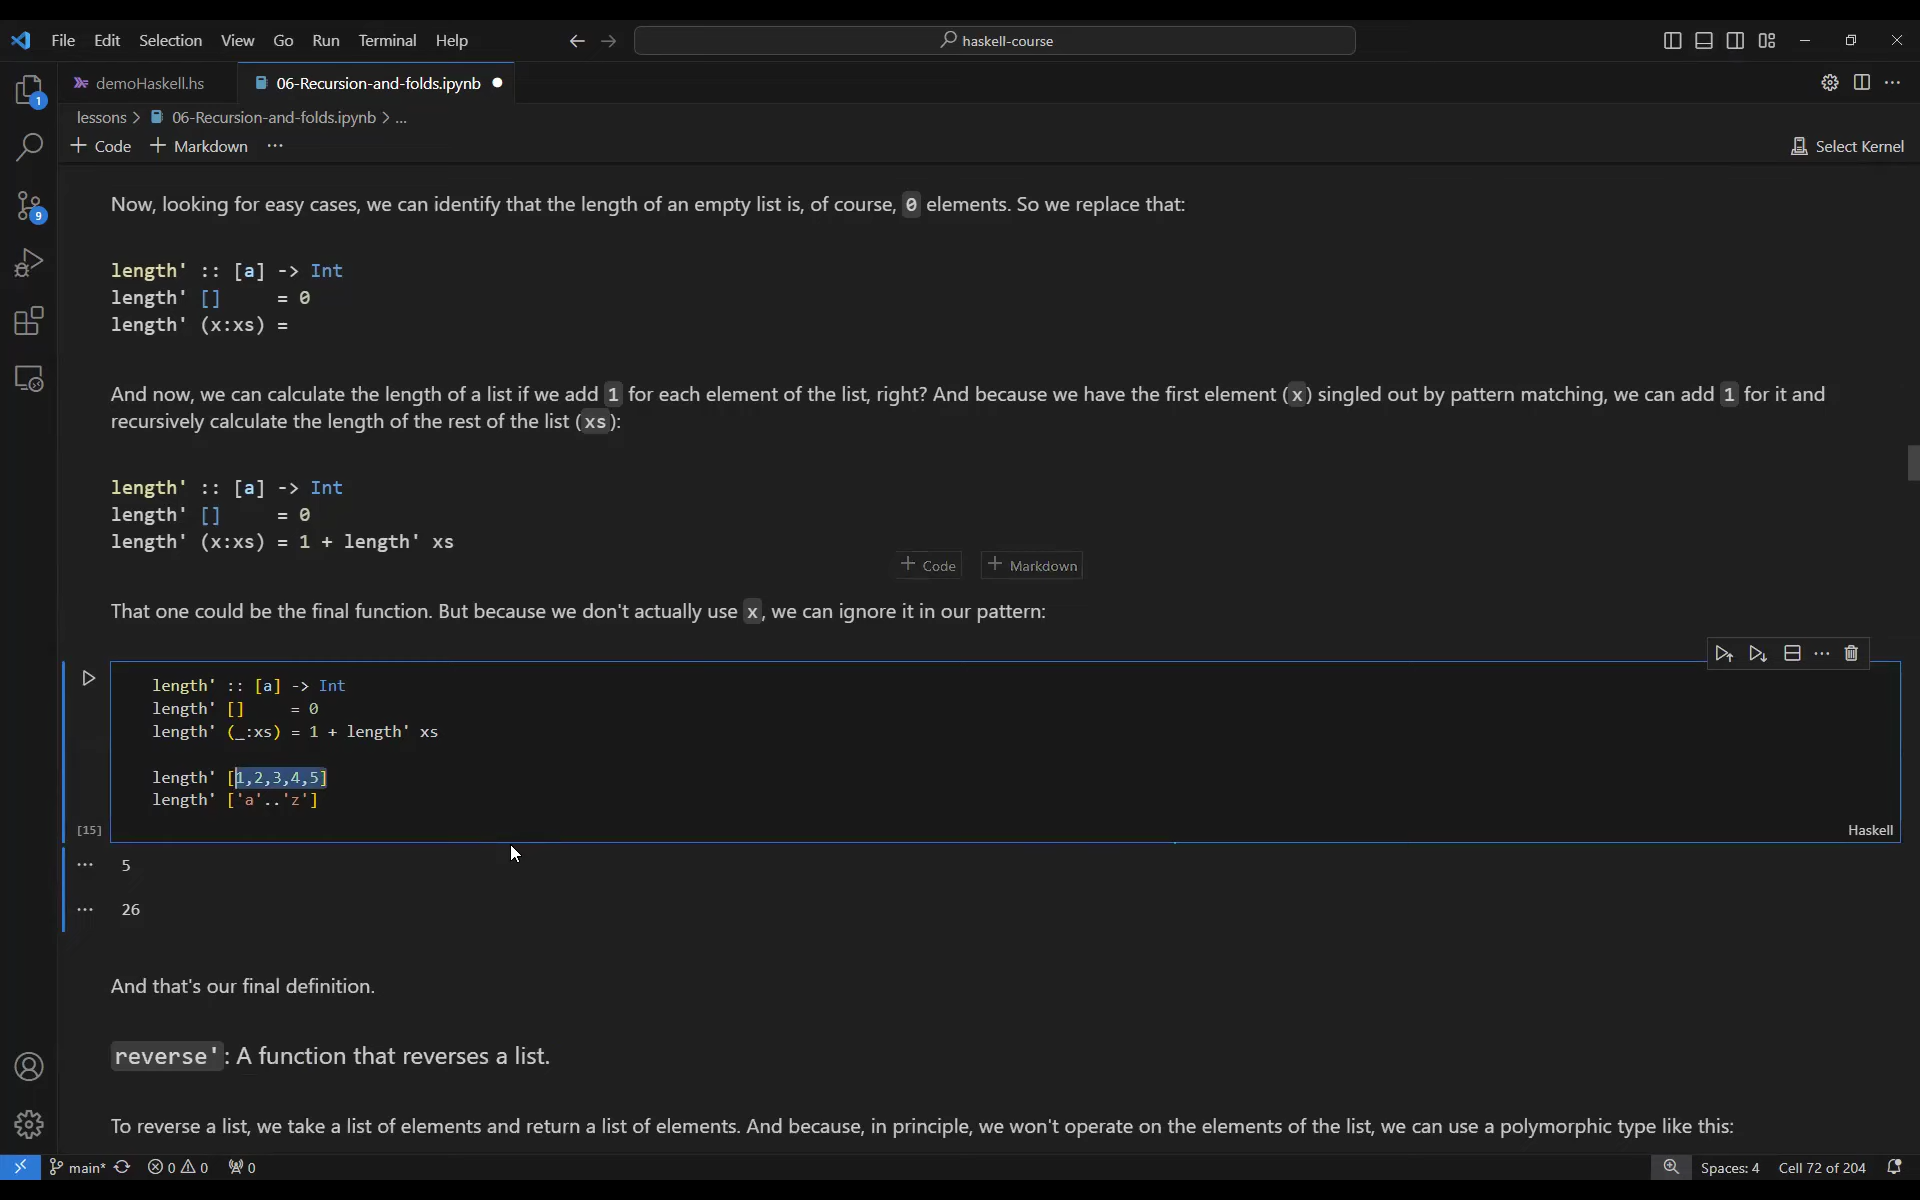 File Edit Selection View Go Run Terminal Help haskell-course
demoHaskell.hs 06-Recursion-and-folds.ipynb
1
lessons > 06-Recursion-and-folds.ipynb > ...
+ Code + Markdown ... Select Kernel
Now, looking for easy cases, we can identify that the length of an empty list is, of course, 0 elements. So we replace that:
9
length' :: [a] -> Int
length' []     = 0
length' (x:xs) =
And now, we can calculate the length of a list if we add 1 for each element of the list, right? And because we have the first element (x) singled out by pattern matching, we can add 1 for it and
recursively calculate the length of the rest of the list (xs):
length' :: [a] -> Int
length' []     = 0
length' (x:xs) = 1 + length' xs
+ Code + Markdown
That one could be the final function. But because we don't actually use x, we can ignore it in our pattern:
length' :: [a] -> Int
length' []     = 0
length' (_:xs) = 1 + length' xs
length' [1,2,3,4,5]
length' ['a'..'z']
[15] Haskell
... 5
... 26
And that's our final definition.
reverse': A function that reverses a list.
To reverse a list, we take a list of elements and return a list of elements. And because, in principle, we won't operate on the elements of the list, we can use a polymorphic type like this:
main* 0 0 0 Spaces: 4 Cell 72 of 204